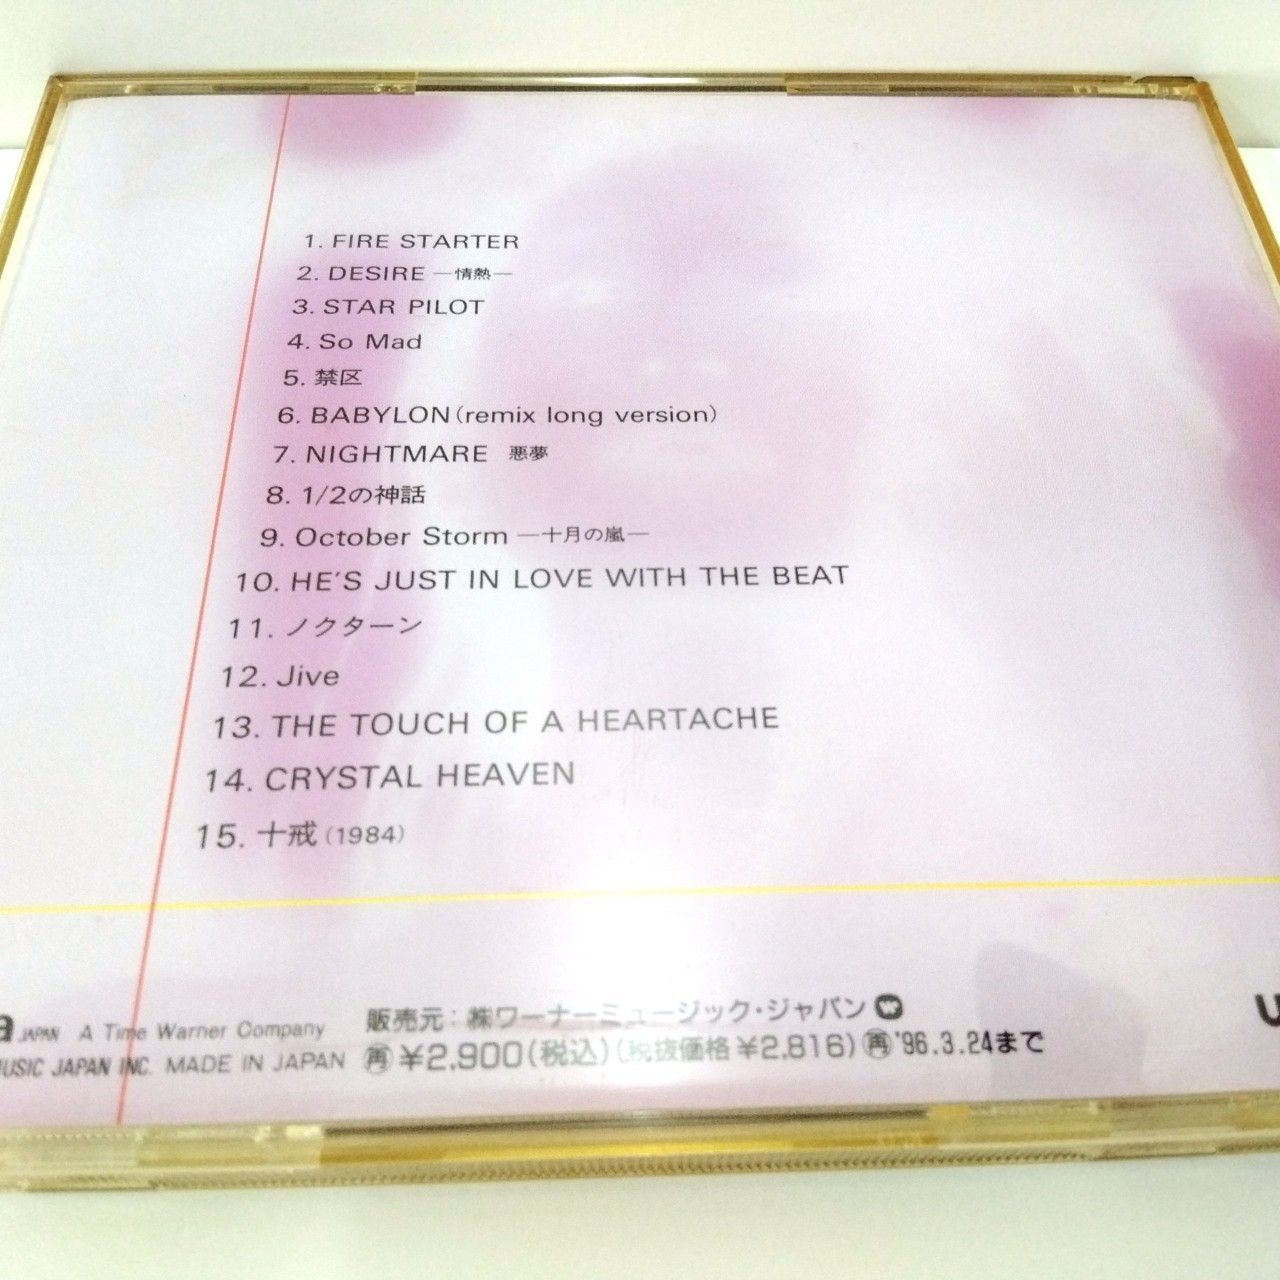 1. FIRE STARTER
2. DESIRE —情熱—
3. STAR PILOT
4. So Mad
5. 禁区
6. BABYLON(remix long version)
7. NIGHTMARE 悪夢
8. 1/2の神話
9. October Storm —十月の嵐—
10. HE'S JUST IN LOVE WITH THE BEAT
11. ノクターン
12. Jive
13. THE TOUCH OF A HEARTACHE
14. CRYSTAL HEAVEN
15. 十戒(1984)
JAPAN A Time Warner Company
販売元:㈱ワーナーミュージック・ジャパン
JAPAN INC. MADE IN JAPAN
再 ¥2,900(税込)(税抜価格¥2,816)再'96.3.24まで